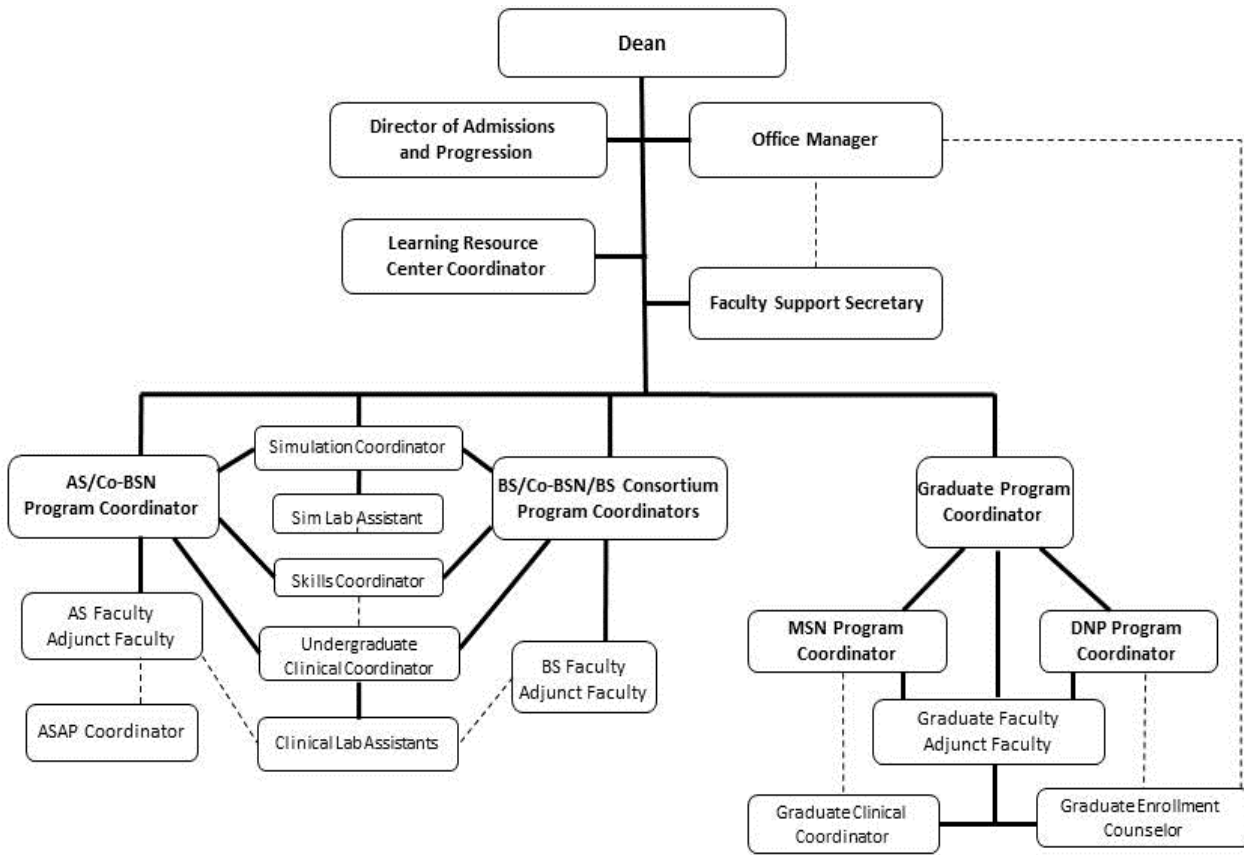 Dean
Director of Admissions
and Progression
Office Manager
Learning Resource
Center Coordinator
Faculty Support Secretary
Simulation Coordinator
AS/Co-BSN
Program Coordinator
Sim Lab Assistant
BS/Co-BSN/BS Consortium
Program Coordinators
Graduate Program
Coordinator
Skills Coordinator
AS Faculty
Adjunct Faculty
Undergraduate
Clinical Coordinator
BS Faculty
Adjunct Faculty
MSN Program
Coordinator
DNP Program
Coordinator
ASAP Coordinator
Clinical Lab Assistants
Graduate Faculty
Adjunct Faculty
Graduate Clinical
Coordinator
Graduate Enrollment
Counselor